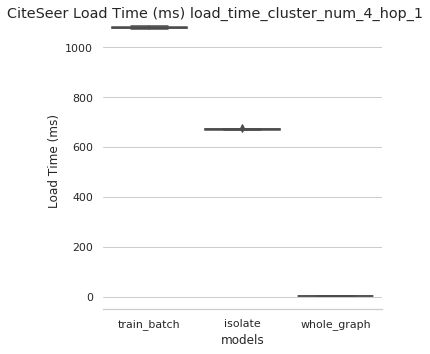 CiteSeer Load Time (ms) load_time_cluster_num_4_hop_1
1000
800
600
400
200
0
Load Time (ms)
train_batch isolate whole_graph
models